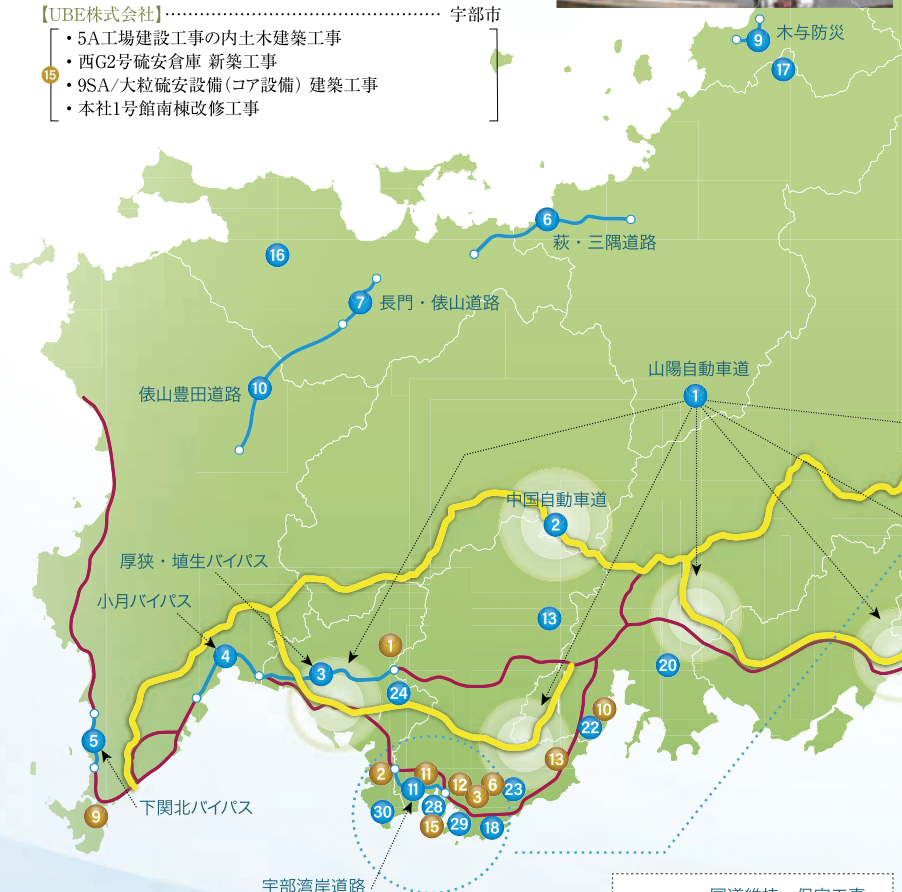 【UBE株式会社】‥‥‥‥‥‥‥‥‥‥‥‥‥‥‥‥ 宇部市
・5A工場建設工事の内土木建築工事
・西G2号硫安倉庫 新築工事
15
・9SA/大粒硫安設備(コア設備) 建築工事
・本社1号館南棟改修工事
9 木与防災
17
6
萩・三隅道路
16
7 長門・俵山道路
俵山豊田道路 10
山陽自動車道
1
中国自動車道
2
厚狭・埴生バイパス
小月バイパス
13
1
4
3
20
24
10
22
5
13
2
11
12
6
11
3
23
28
下関北バイパス
30
9
15
29
18
宇部湾岸道路